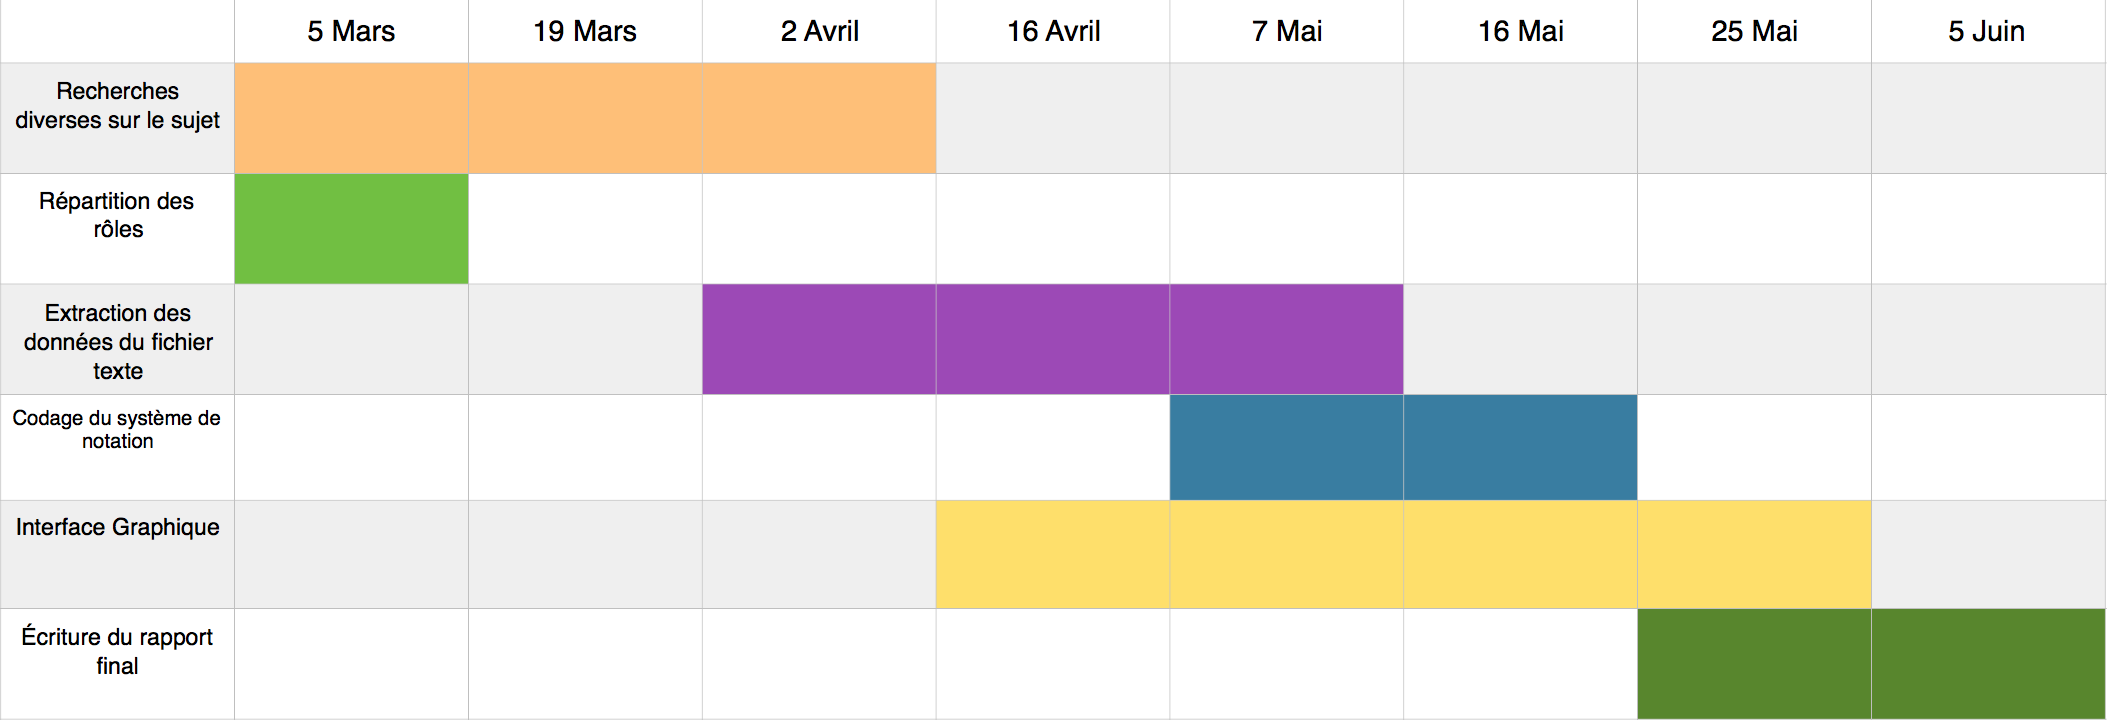 5 Mars 19 Mars 2 Avril 16 Avril 7 Mai 16 Mai 25 Mai 5 Juin
Recherches
diverses sur le sujet
Répartition des
rôles
Extraction des
données du fichier
texte
Codage du système de
notation
Interface Graphique
Écriture du rapport
final